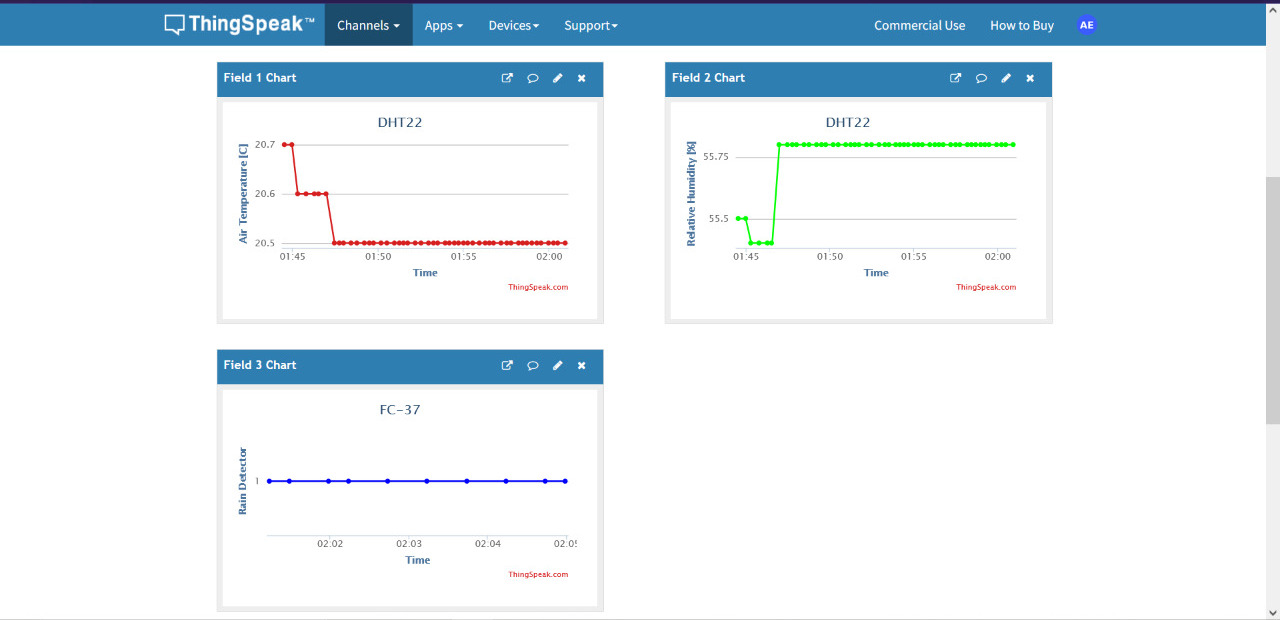 ThingSpeak™ Channels Apps Devices Support Commercial Use How to Buy AE
Field 1 Chart
DHT22
Air Temperature [C]
20.7
20.6
20.5
01:45 01:50 01:55 02:00
Time
ThingSpeak.com
Field 2 Chart
DHT22
Relative Humidity [%]
55.75
55.5
01:45 01:50 01:55 02:00
Time
ThingSpeak.com
Field 3 Chart
FC-37
Rain Detector
1
02:02 02:03 02:04 02:05
Time
ThingSpeak.com